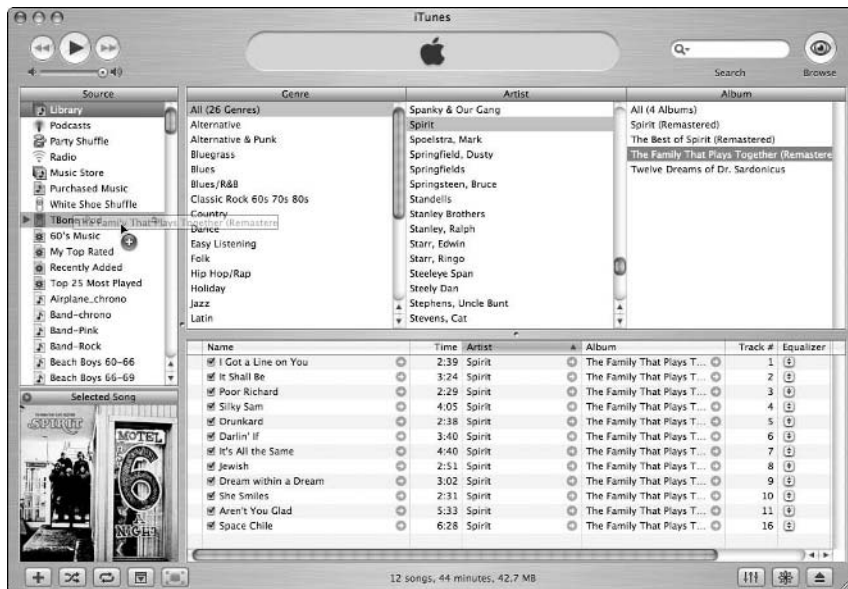 iTunes
Search
Browse
Source
Library
Podcasts
Party Shuffle
Radio
Music Store
Purchased Music
White Shoe Shuffle
TBone iPod
60's Music
My Top Rated
Recently Added
Top 25 Most Played
Airplane_chrono
Band-chrono
Band-Pink
Band-Rock
Beach Boys 60-66
Beach Boys 66-69
The Family That Plays Together (Remastere
Genre
All (26 Genres)
Alternative
Alternative & Punk
Bluegrass
Blues
Blues/R&B
Classic Rock 60s 70s 80s
Country
Dance
Easy Listening
Folk
Hip Hop/Rap
Holiday
Jazz
Latin
Artist
Spanky & Our Gang
Spirit
Spoelstra, Mark
Springfield, Dusty
Springfields
Springsteen, Bruce
Standells
Stanley Brothers
Stanley, Ralph
Starr, Edwin
Starr, Ringo
Steeleye Span
Steely Dan
Stephens, Uncle Bunt
Stevens, Cat
Album
All (4 Albums)
Spirit (Remastered)
The Best of Spirit (Remastered)
The Family That Plays Together (Remastere
Twelve Dreams of Dr. Sardonicus
Name Time Artist Album Track # Equalizer
I Got a Line on You 2:39 Spirit The Family That Plays T... 1
It Shall Be 3:24 Spirit The Family That Plays T... 2
Poor Richard 2:29 Spirit The Family That Plays T... 3
Silky Sam 4:05 Spirit The Family That Plays T... 4
Drunkard 2:38 Spirit The Family That Plays T... 5
Darlin' If 3:40 Spirit The Family That Plays T... 6
It's All the Same 4:40 Spirit The Family That Plays T... 7
Jewish 2:51 Spirit The Family That Plays T... 8
Dream within a Dream 3:02 Spirit The Family That Plays T... 9
She Smiles 2:31 Spirit The Family That Plays T... 10
Aren't You Glad 5:33 Spirit The Family That Plays T... 11
Space Chile 6:28 Spirit The Family That Plays T... 16
Selected Song
SPIRIT
MOTEL
6
A
NIGHT
12 songs, 44 minutes, 42.7 MB